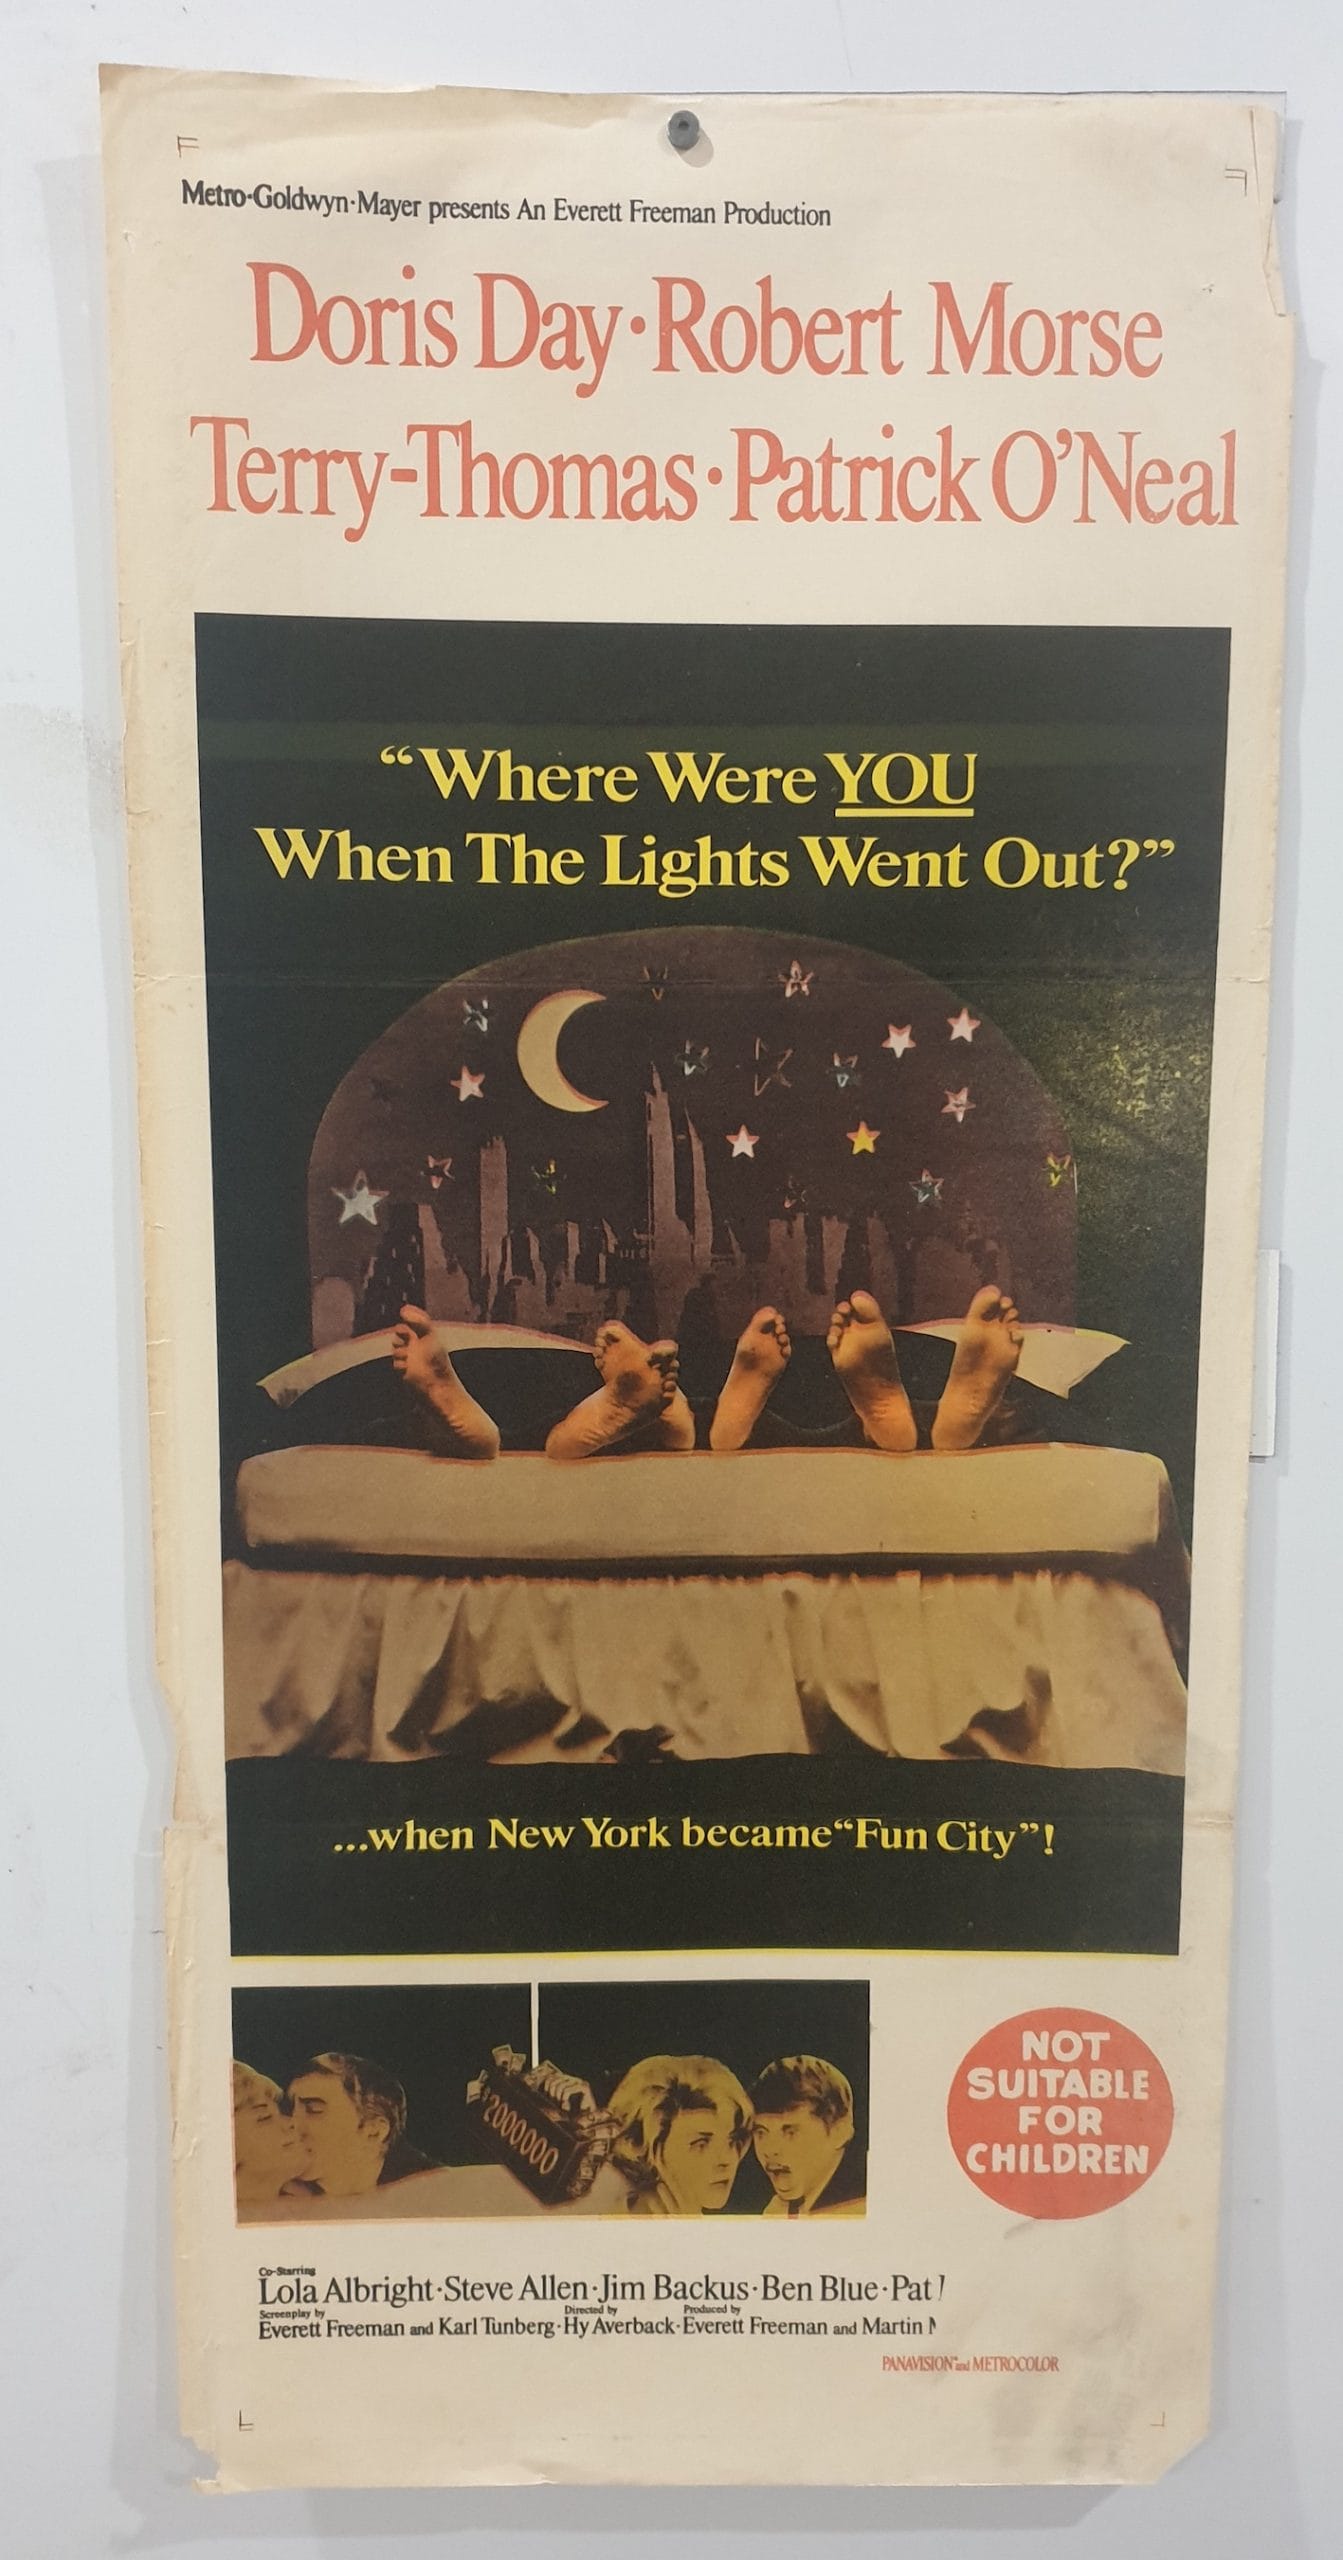 Metro-Goldwyn-Mayer presents An Everett Freeman Production
Doris Day·Robert Morse
Terry-Thomas·Patrick O'Neal
“Where Were YOU
When The Lights Went Out?”
...when New York became “Fun City”!
$2000,000
NOT
SUITABLE
FOR
CHILDREN
Co-Starring
Lola Albright·Steve Allen·Jim Backus·Ben Blue·Pat
Screenplay by Directed by Produced by
Everett Freeman and Karl Tunberg·Hy Averback·Everett Freeman and Martin
PANAVISION® and METROCOLOR